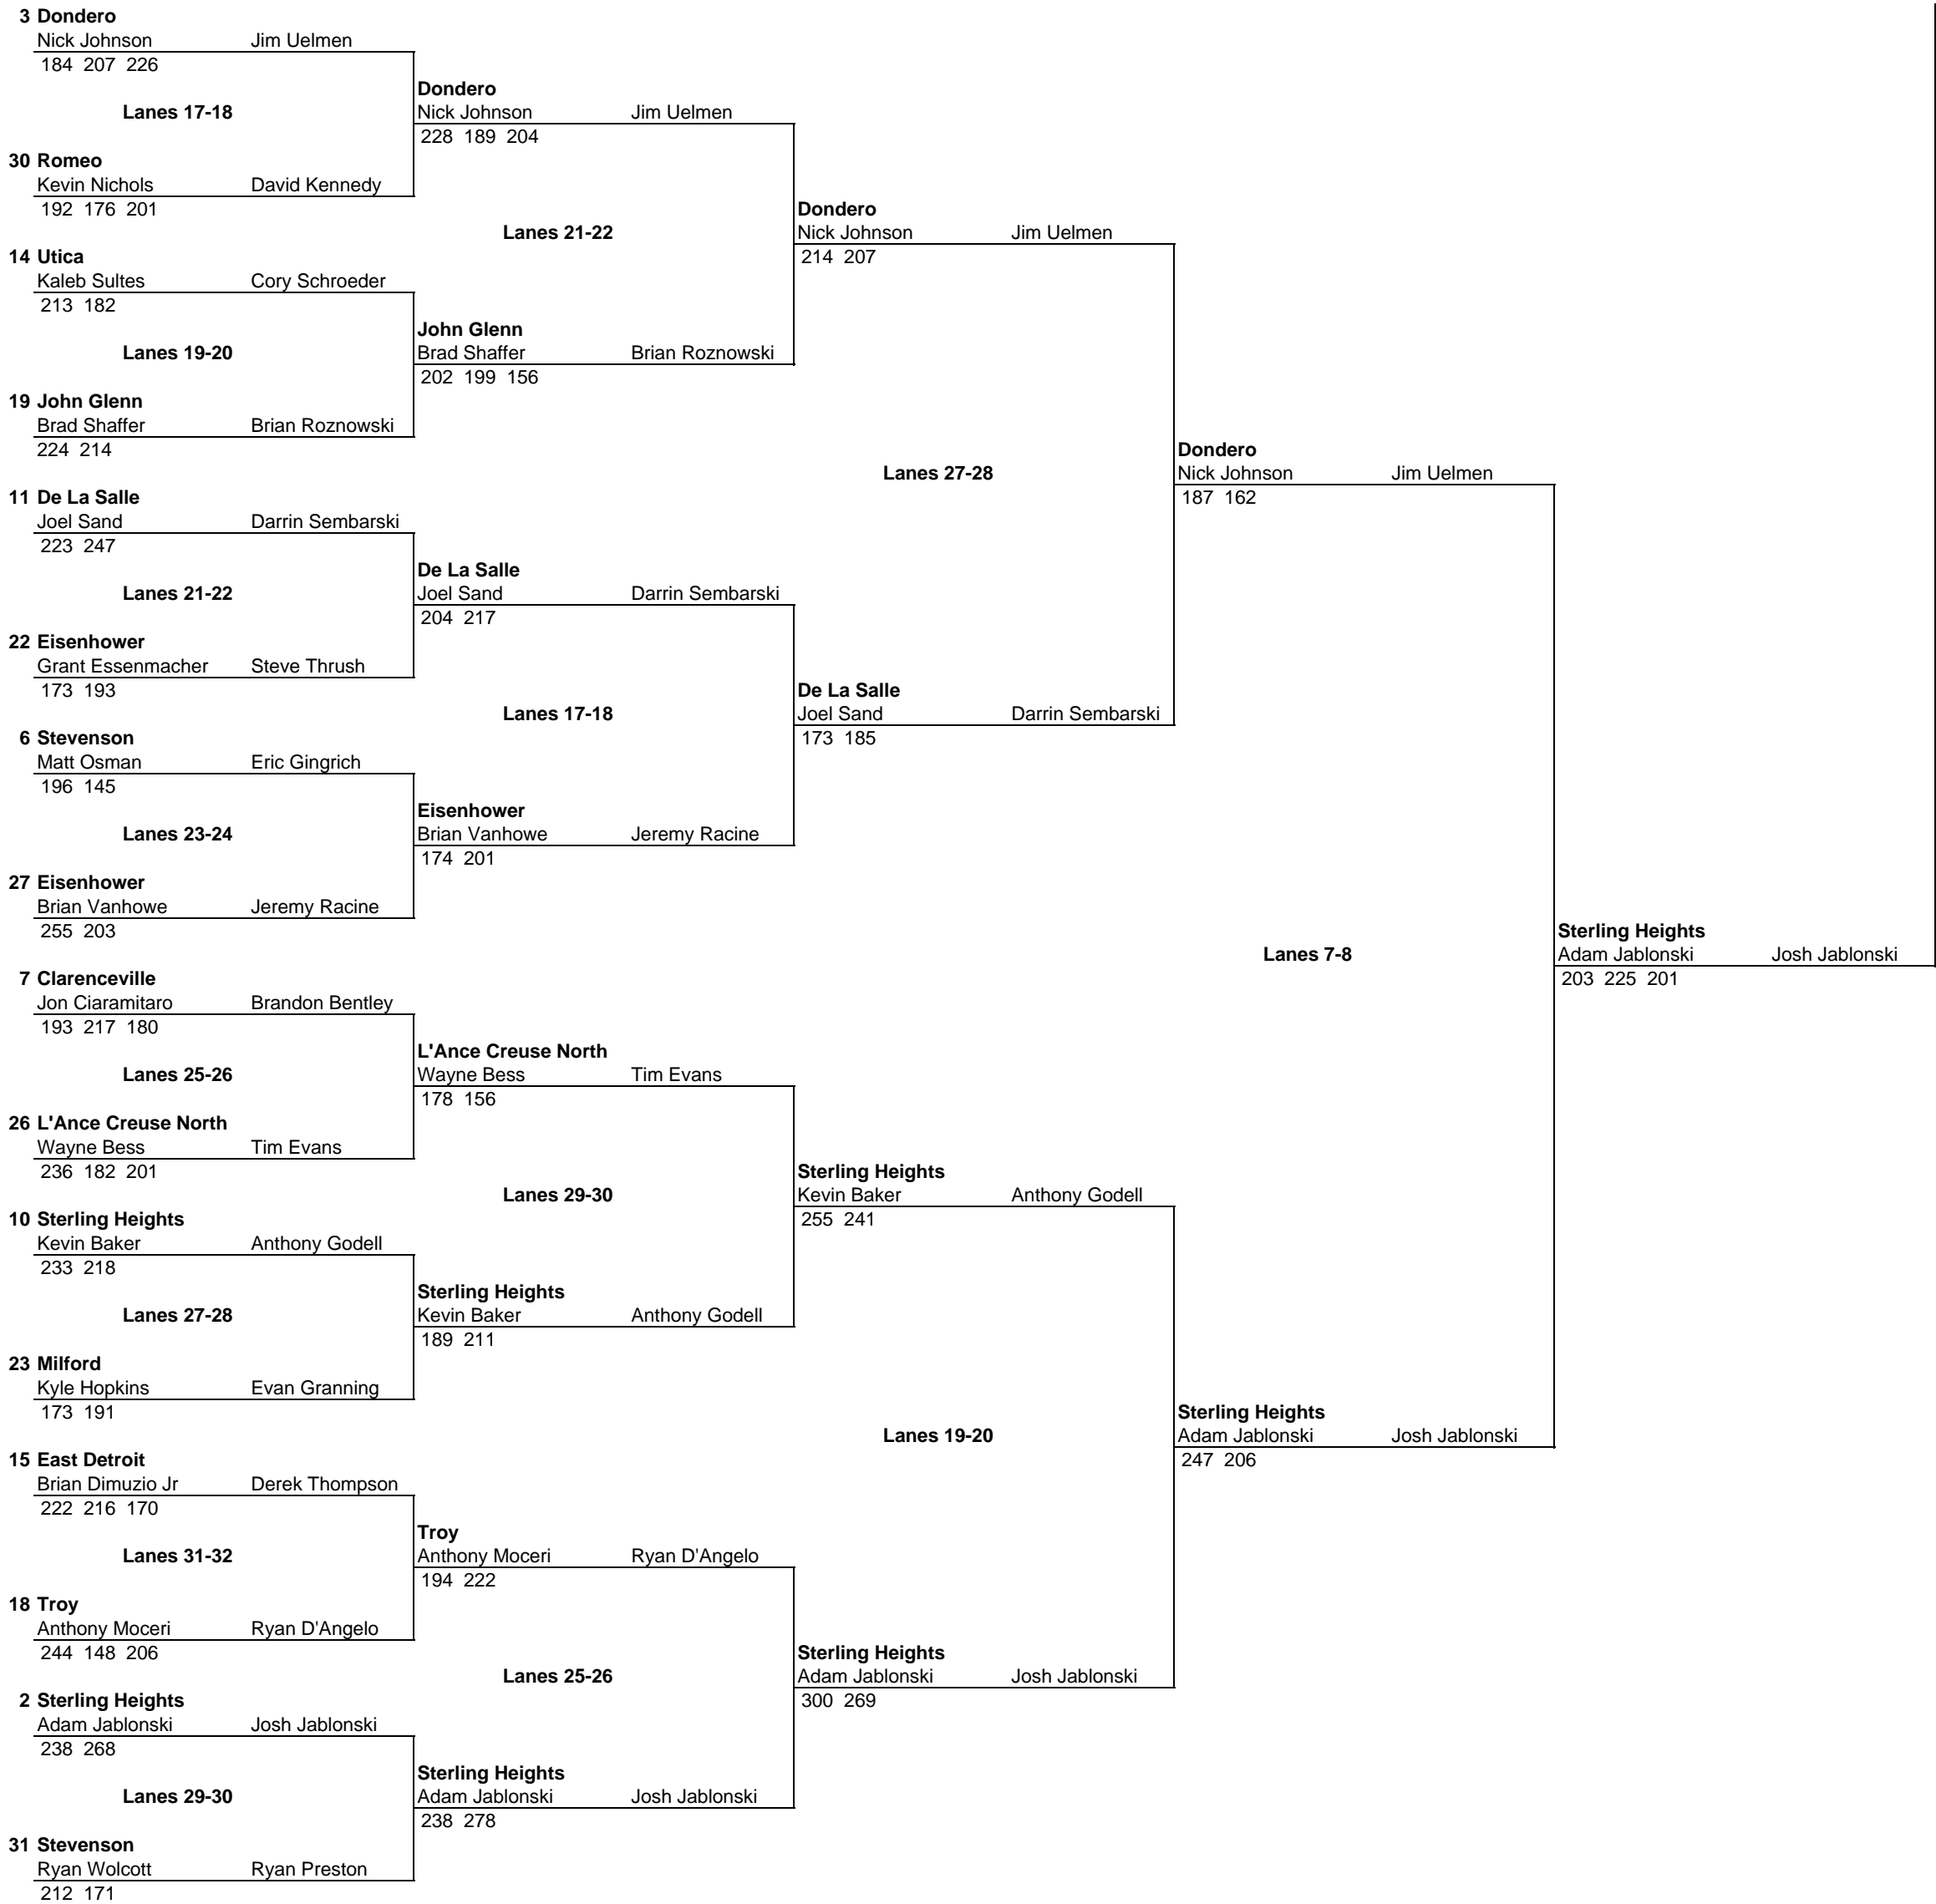 3 Dondero
Nick Johnson Jim Uelmen
184 207 226
Lanes 17-18
30 Romeo
Kevin Nichols David Kennedy
192 176 201
14 Utica
Kaleb Sultes Cory Schroeder
213 182
Lanes 19-20
19 John Glenn
Brad Shaffer Brian Roznowski
224 214
11 De La Salle
Joel Sand Darrin Sembarski
223 247
Lanes 21-22
22 Eisenhower
Grant Essenmacher Steve Thrush
173 193
6 Stevenson
Matt Osman Eric Gingrich
196 145
Lanes 23-24
27 Eisenhower
Brian Vanhowe Jeremy Racine
255 203
7 Clarenceville
Jon Ciaramitaro Brandon Bentley
193 217 180
Lanes 25-26
26 L'Ance Creuse North
Wayne Bess Tim Evans
236 182 201
10 Sterling Heights
Kevin Baker Anthony Godell
233 218
Lanes 27-28
23 Milford
Kyle Hopkins Evan Granning
173 191
15 East Detroit
Brian Dimuzio Jr Derek Thompson
222 216 170
Lanes 31-32
18 Troy
Anthony Moceri Ryan D'Angelo
244 148 206
2 Sterling Heights
Adam Jablonski Josh Jablonski
238 268
Lanes 29-30
31 Stevenson
Ryan Wolcott Ryan Preston
212 171
Dondero
Nick Johnson Jim Uelmen
228 189 204
Lanes 21-22
John Glenn
Brad Shaffer Brian Roznowski
202 199 156
De La Salle
Joel Sand Darrin Sembarski
204 217
Lanes 17-18
Eisenhower
Brian Vanhowe Jeremy Racine
174 201
L'Ance Creuse North
Wayne Bess Tim Evans
178 156
Lanes 29-30
Sterling Heights
Kevin Baker Anthony Godell
189 211
Troy
Anthony Moceri Ryan D'Angelo
194 222
Lanes 25-26
Sterling Heights
Adam Jablonski Josh Jablonski
238 278
Dondero
Nick Johnson Jim Uelmen
214 207
Lanes 27-28
De La Salle
Joel Sand Darrin Sembarski
173 185
Sterling Heights
Kevin Baker Anthony Godell
255 241
Lanes 19-20
Sterling Heights
Adam Jablonski Josh Jablonski
300 269
Dondero
Nick Johnson Jim Uelmen
187 162
Lanes 7-8
Sterling Heights
Adam Jablonski Josh Jablonski
247 206
Sterling Heights
Adam Jablonski Josh Jablonski
203 225 201